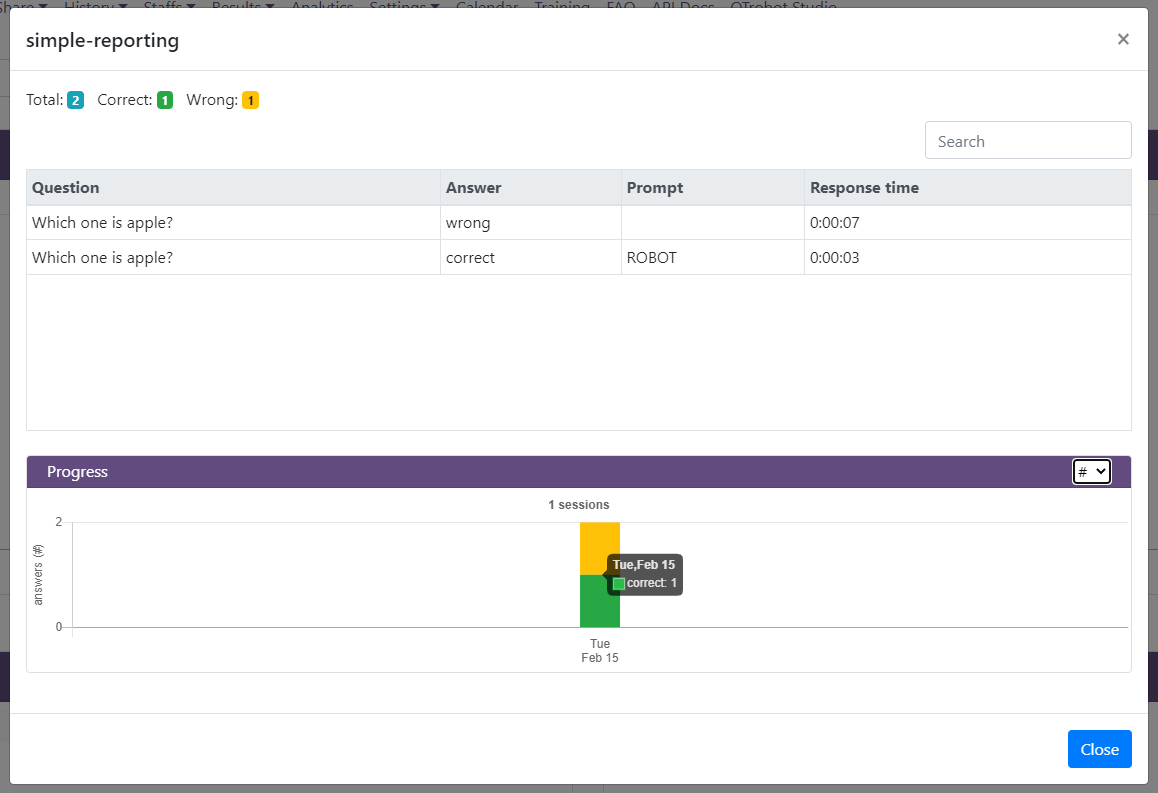 Share History Staffs Results Analytics Settings Calendar Training FAQ API Docs QTrobot Studio
simple-reporting
×
Total: 2 Correct: 1 Wrong: 1
Search
Question Answer Prompt Response time
Which one is apple? wrong 0:00:07
Which one is apple? correct ROBOT 0:00:03
Progress #
1 sessions
2
answers (#)
Tue,Feb 15
correct: 1
0
Tue
Feb 15
Close